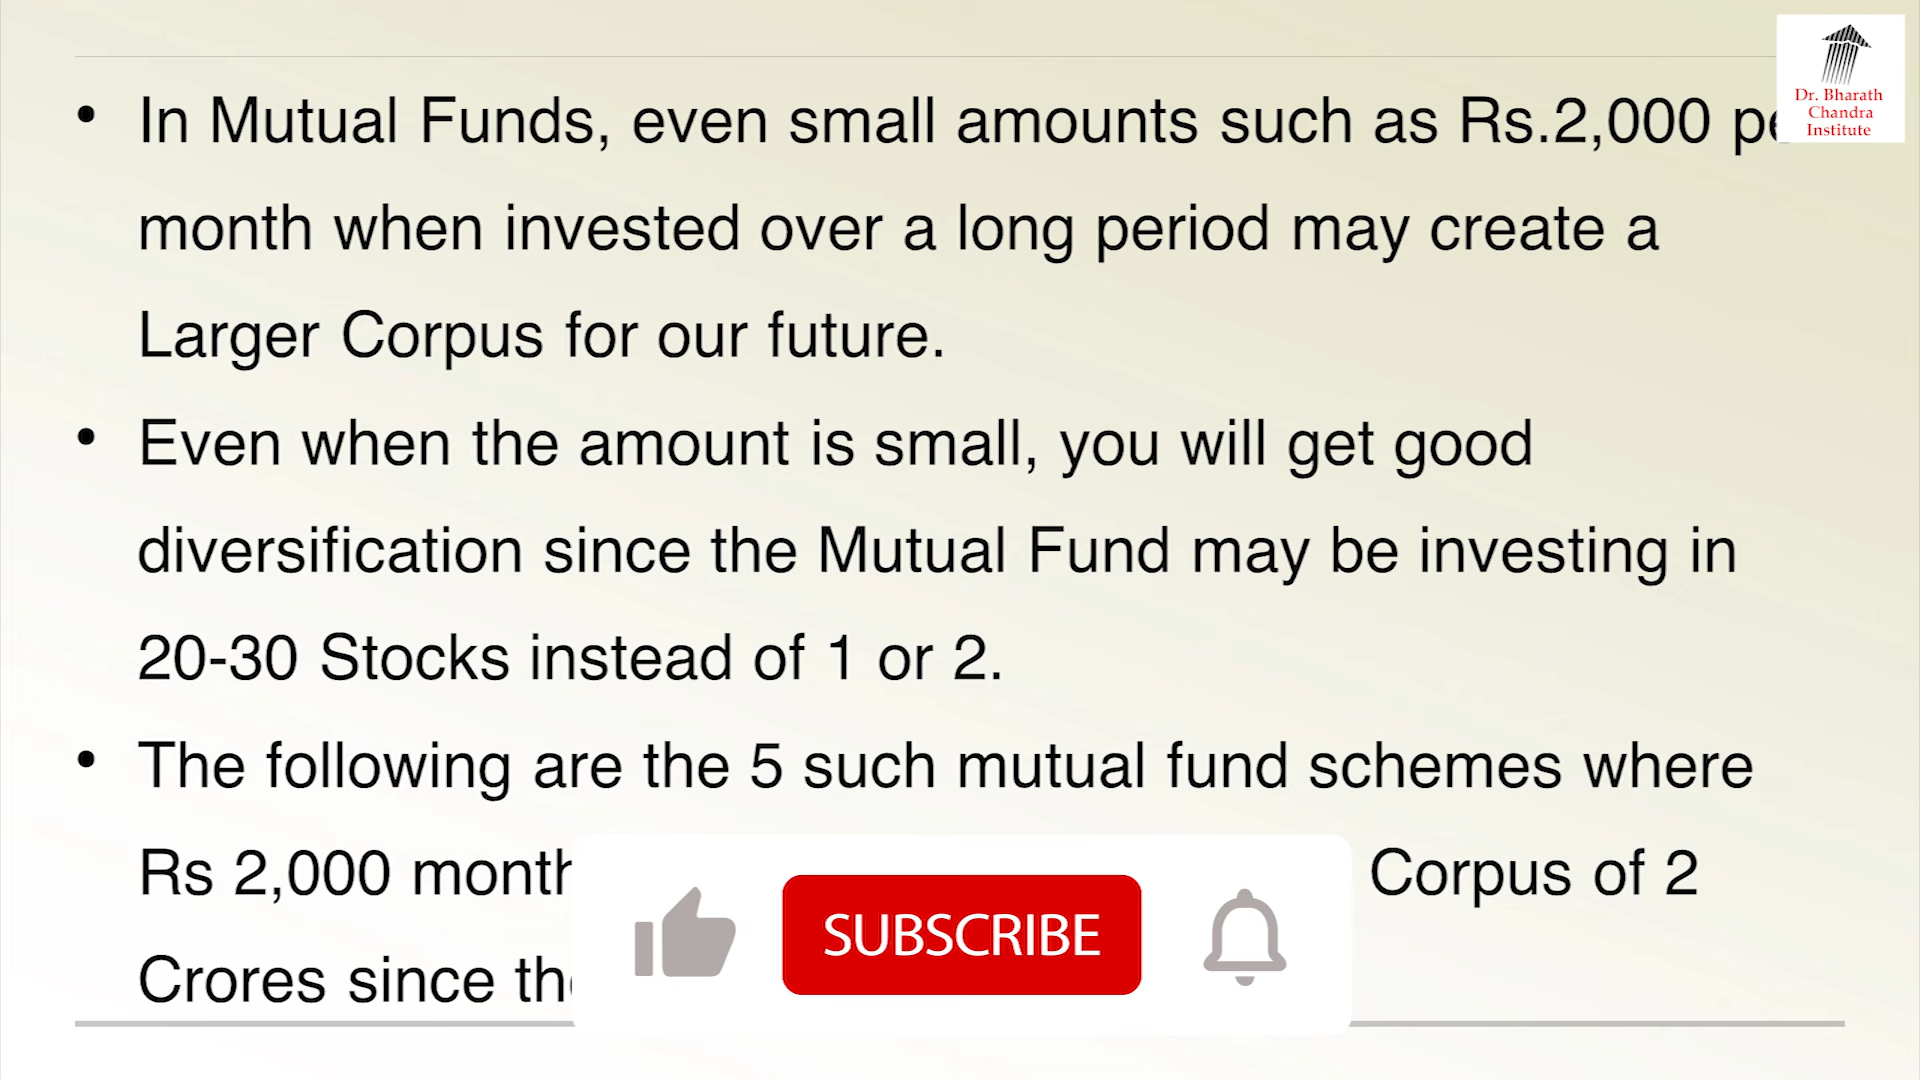 • In Mutual Funds, even small amounts such as Rs.2,000
month when invested over a long period may create a
Larger Corpus for our future.
• Even when the amount is small, you will get good
diversification since the Mutual Fund may be investing in
20-30 Stocks instead of 1 or 2.
• The following are the 5 such mutual fund schemes where
Rs 2,000 Corpus of 2
Crores since
Dr. Bharath
Chandra
Institute
SUBSCRIBE